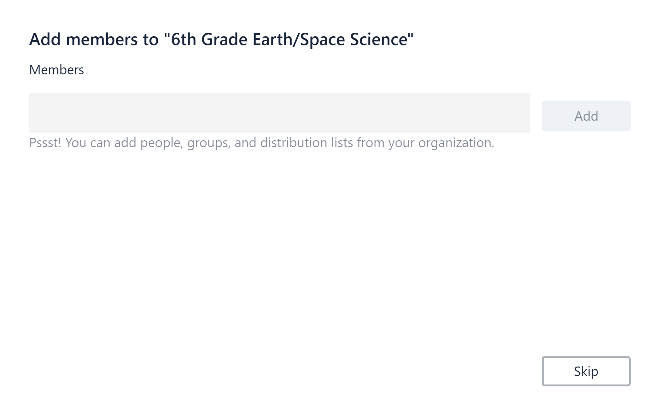 Add members to "6th Grade Earth/Space Science"
Members
Add
Pssst! You can add people, groups, and distribution lists from your organization.
Skip